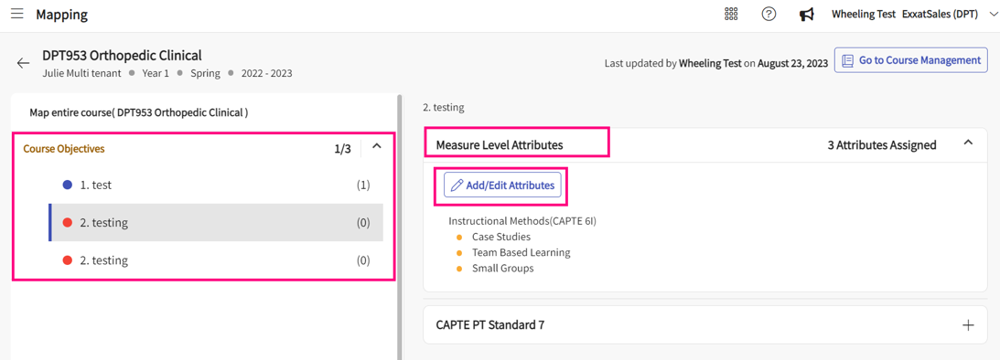 Mapping
Wheeling Test ExxatSales (DPT)
DPT953 Orthopedic Clinical
Julie Multi tenant Year 1 Spring 2022 - 2023
Last updated by Wheeling Test on August 23, 2023
Go to Course Management
Map entire course( DPT953 Orthopedic Clinical )
Course Objectives 1/3
1. test (1)
2. testing (0)
2. testing (0)
2. testing
Measure Level Attributes 3 Attributes Assigned
Add/Edit Attributes
Instructional Methods(CAPTE 6I)
Case Studies
Team Based Learning
Small Groups
CAPTE PT Standard 7